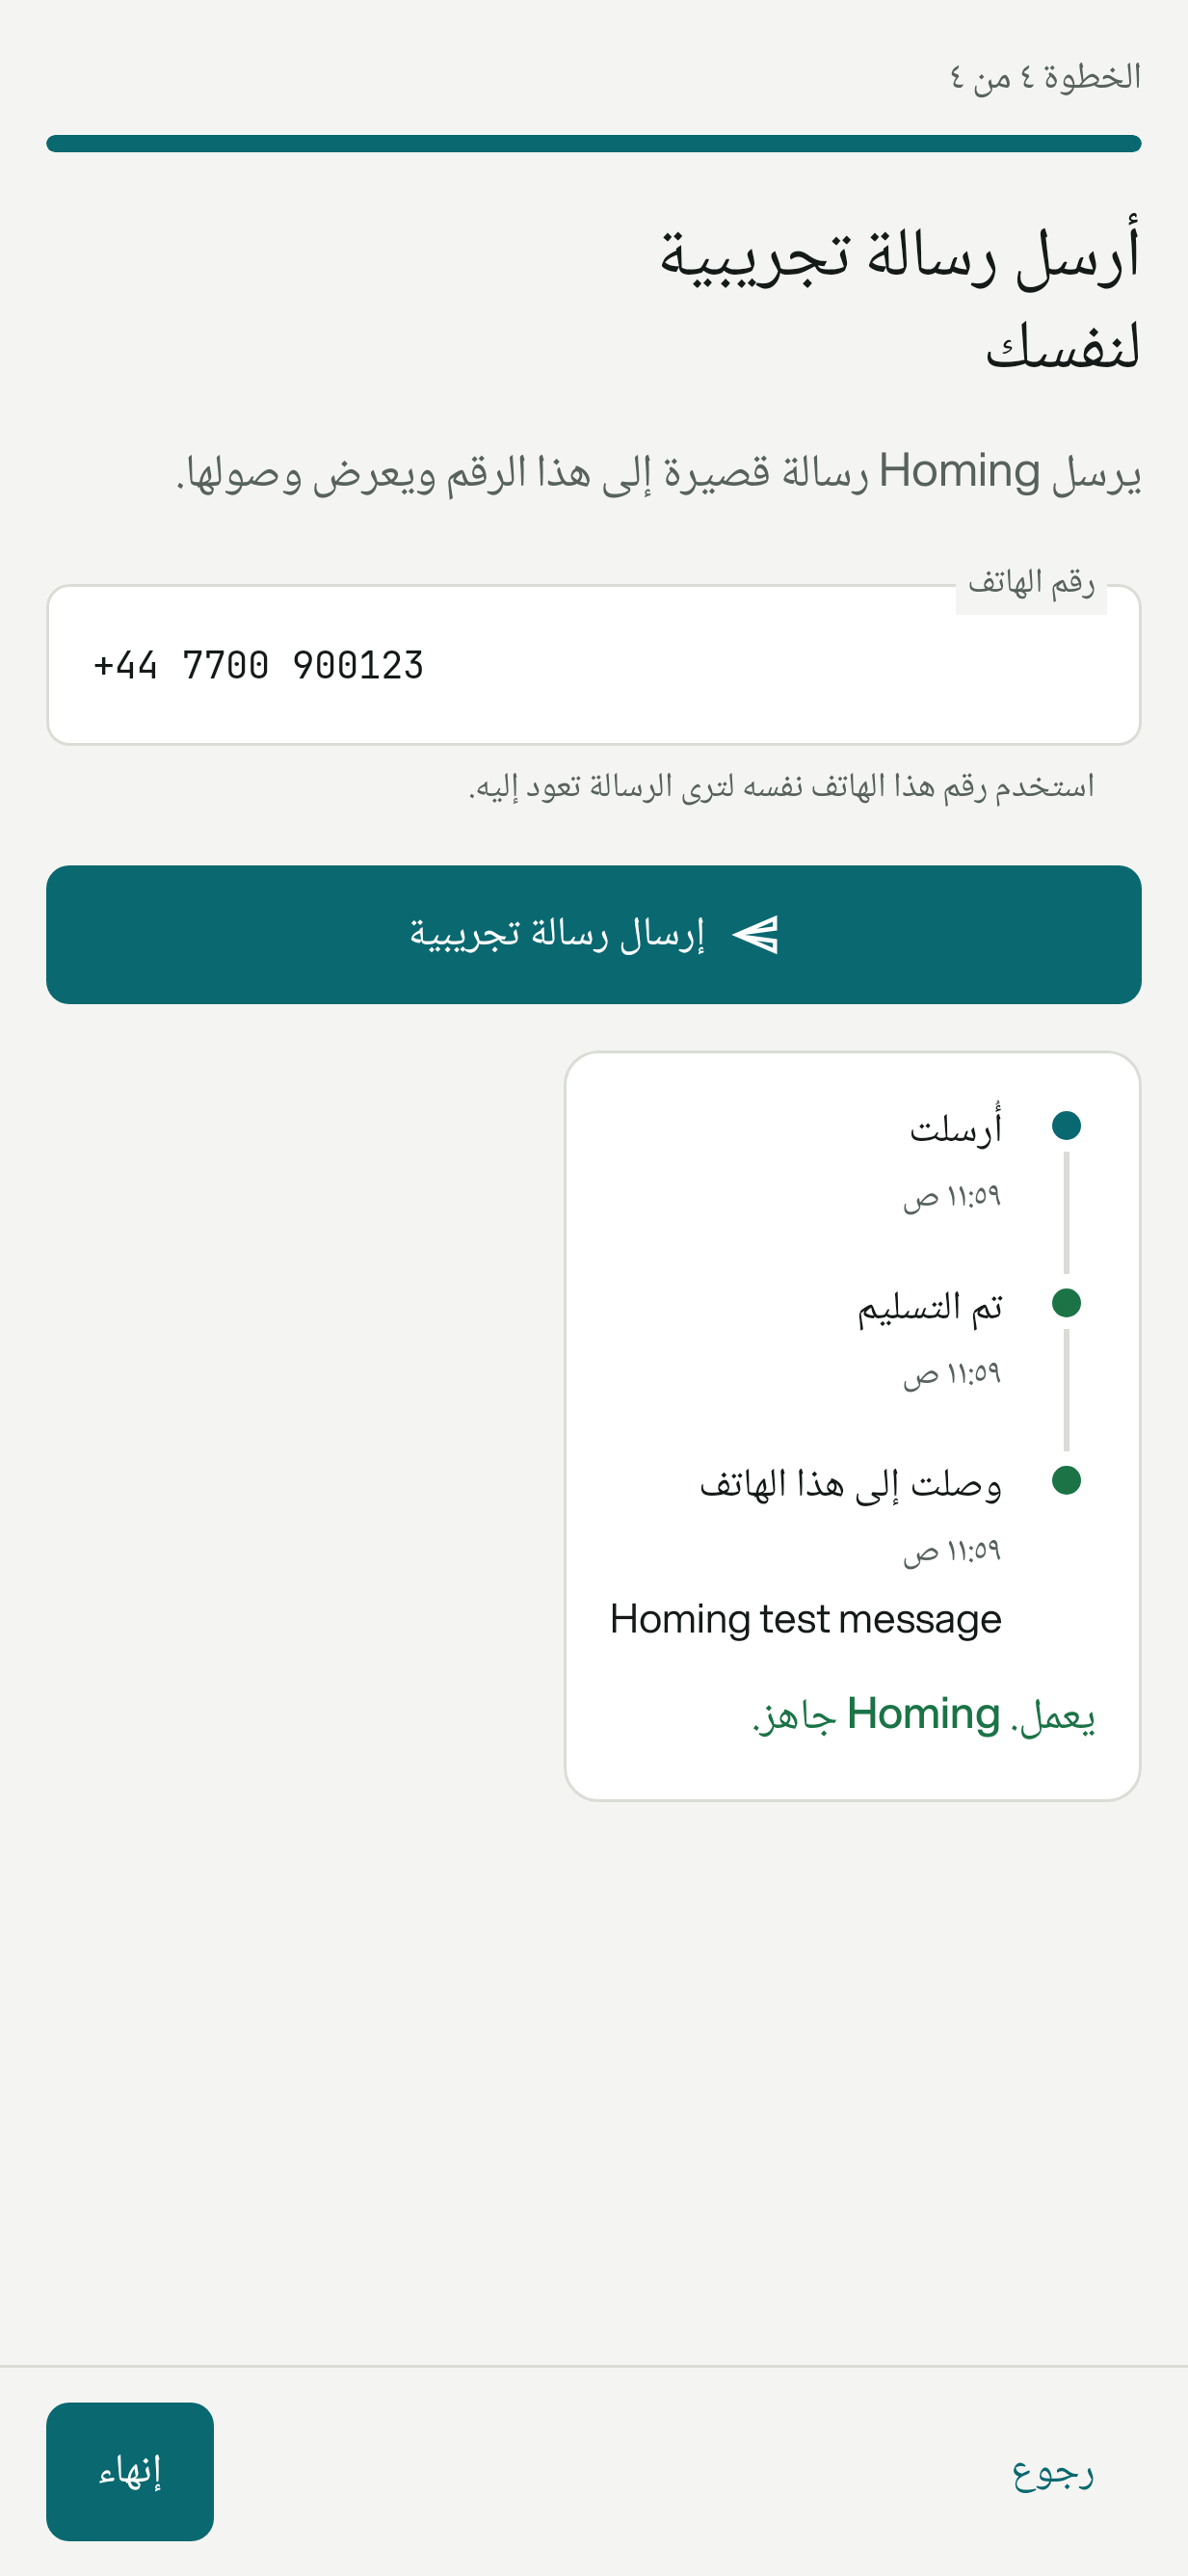 الخطوة ٤ من ٤
أرسل رسالة تجريبية
لنفسك
يرسل Homing رسالة قصيرة إلى هذا الرقم ويعرض وصولها.
رقم الهاتف
+44 7700 900123
استخدم رقم هذا الهاتف نفسه لترى الرسالة تعود إليه.
إرسال رسالة تجريبية
أُرسلت
١١:٥٩ ص
تم التسليم
١١:٥٩ ص
وصلت إلى هذا الهاتف
١١:٥٩ ص
Homing test message
يعمل. Homing جاهز.
رجوع
إنهاء